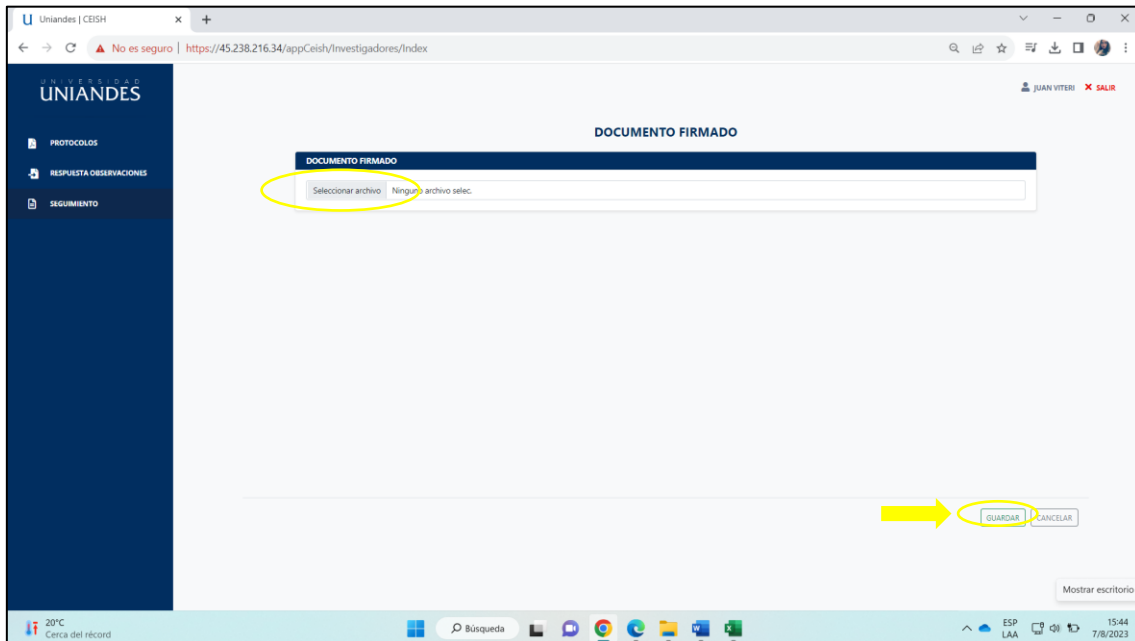 Uniandes | CEISH
No es seguro | https://45.238.216.34/appCeish/Investigadores/Index
UNIVERSIDAD
UNIANDES
JUAN VITERI X SALIR
PROTOCOLOS
RESPUESTA OBSERVACIONES
SEGUIMIENTO
DOCUMENTO FIRMADO
DOCUMENTO FIRMADO
Seleccionar archivo Ninguno archivo selec.
GUARDAR CANCELAR
Mostrar escritorio
20°C
Cerca del récord
Búsqueda
ESP
LAA
15:44
7/8/2023